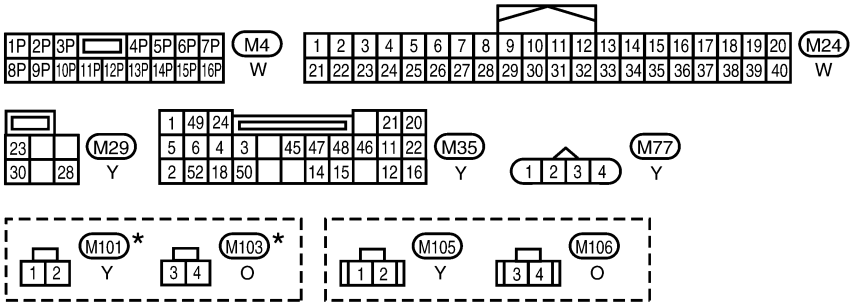 1P 2P 3P 4P 5P 6P 7P M4
8P 9P 10P 11P 12P 13P 14P 15P 16P W
1 2 3 4 5 6 7 8 9 10 11 12 13 14 15 16 17 18 19 20 M24
21 22 23 24 25 26 27 28 29 30 31 32 33 34 35 36 37 38 39 40 W
23 M29
30 28 Y
1 49 24 21 20
5 6 4 3 45 47 48 46 11 22 M35
2 52 18 50 14 15 12 16 Y
1 2 3 4 M77
Y
M101 *
1 2 Y
M103 *
3 4 O
M105
1 2 Y
M106
3 4 O